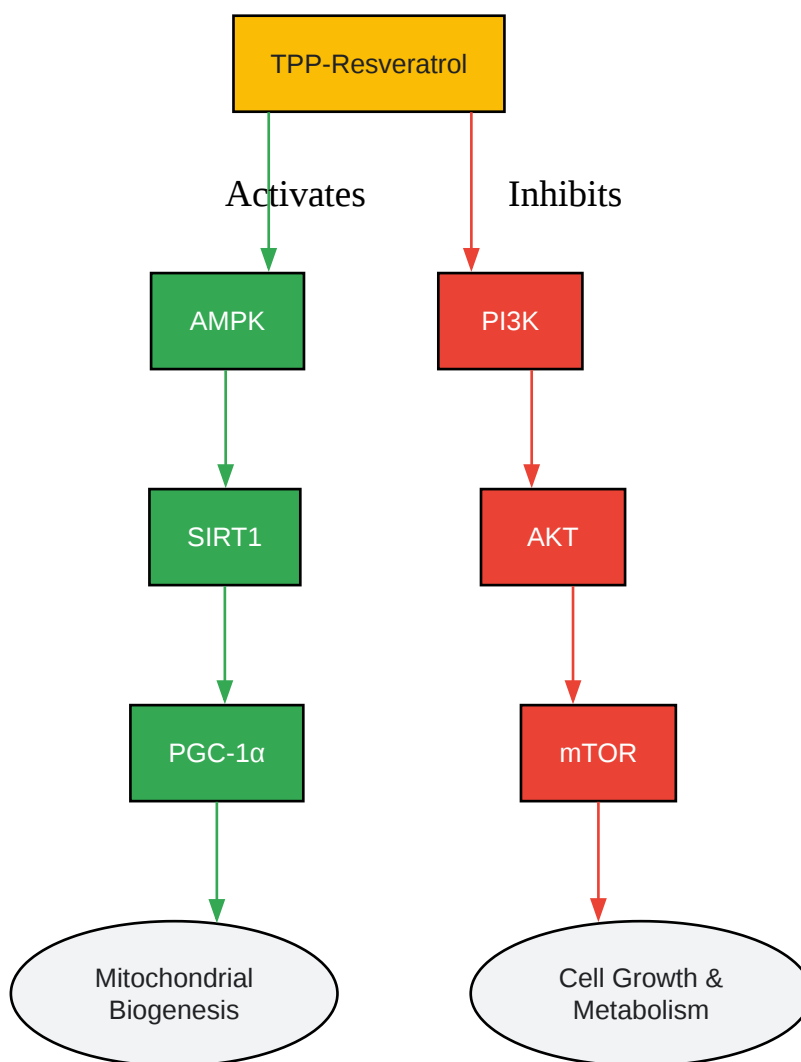 TPP-Resveratrol
Activates
Inhibits
AMPK
PI3K
SIRT1
AKT
PGC-1α
mTOR
Mitochondrial
Biogenesis
Cell Growth &
Metabolism